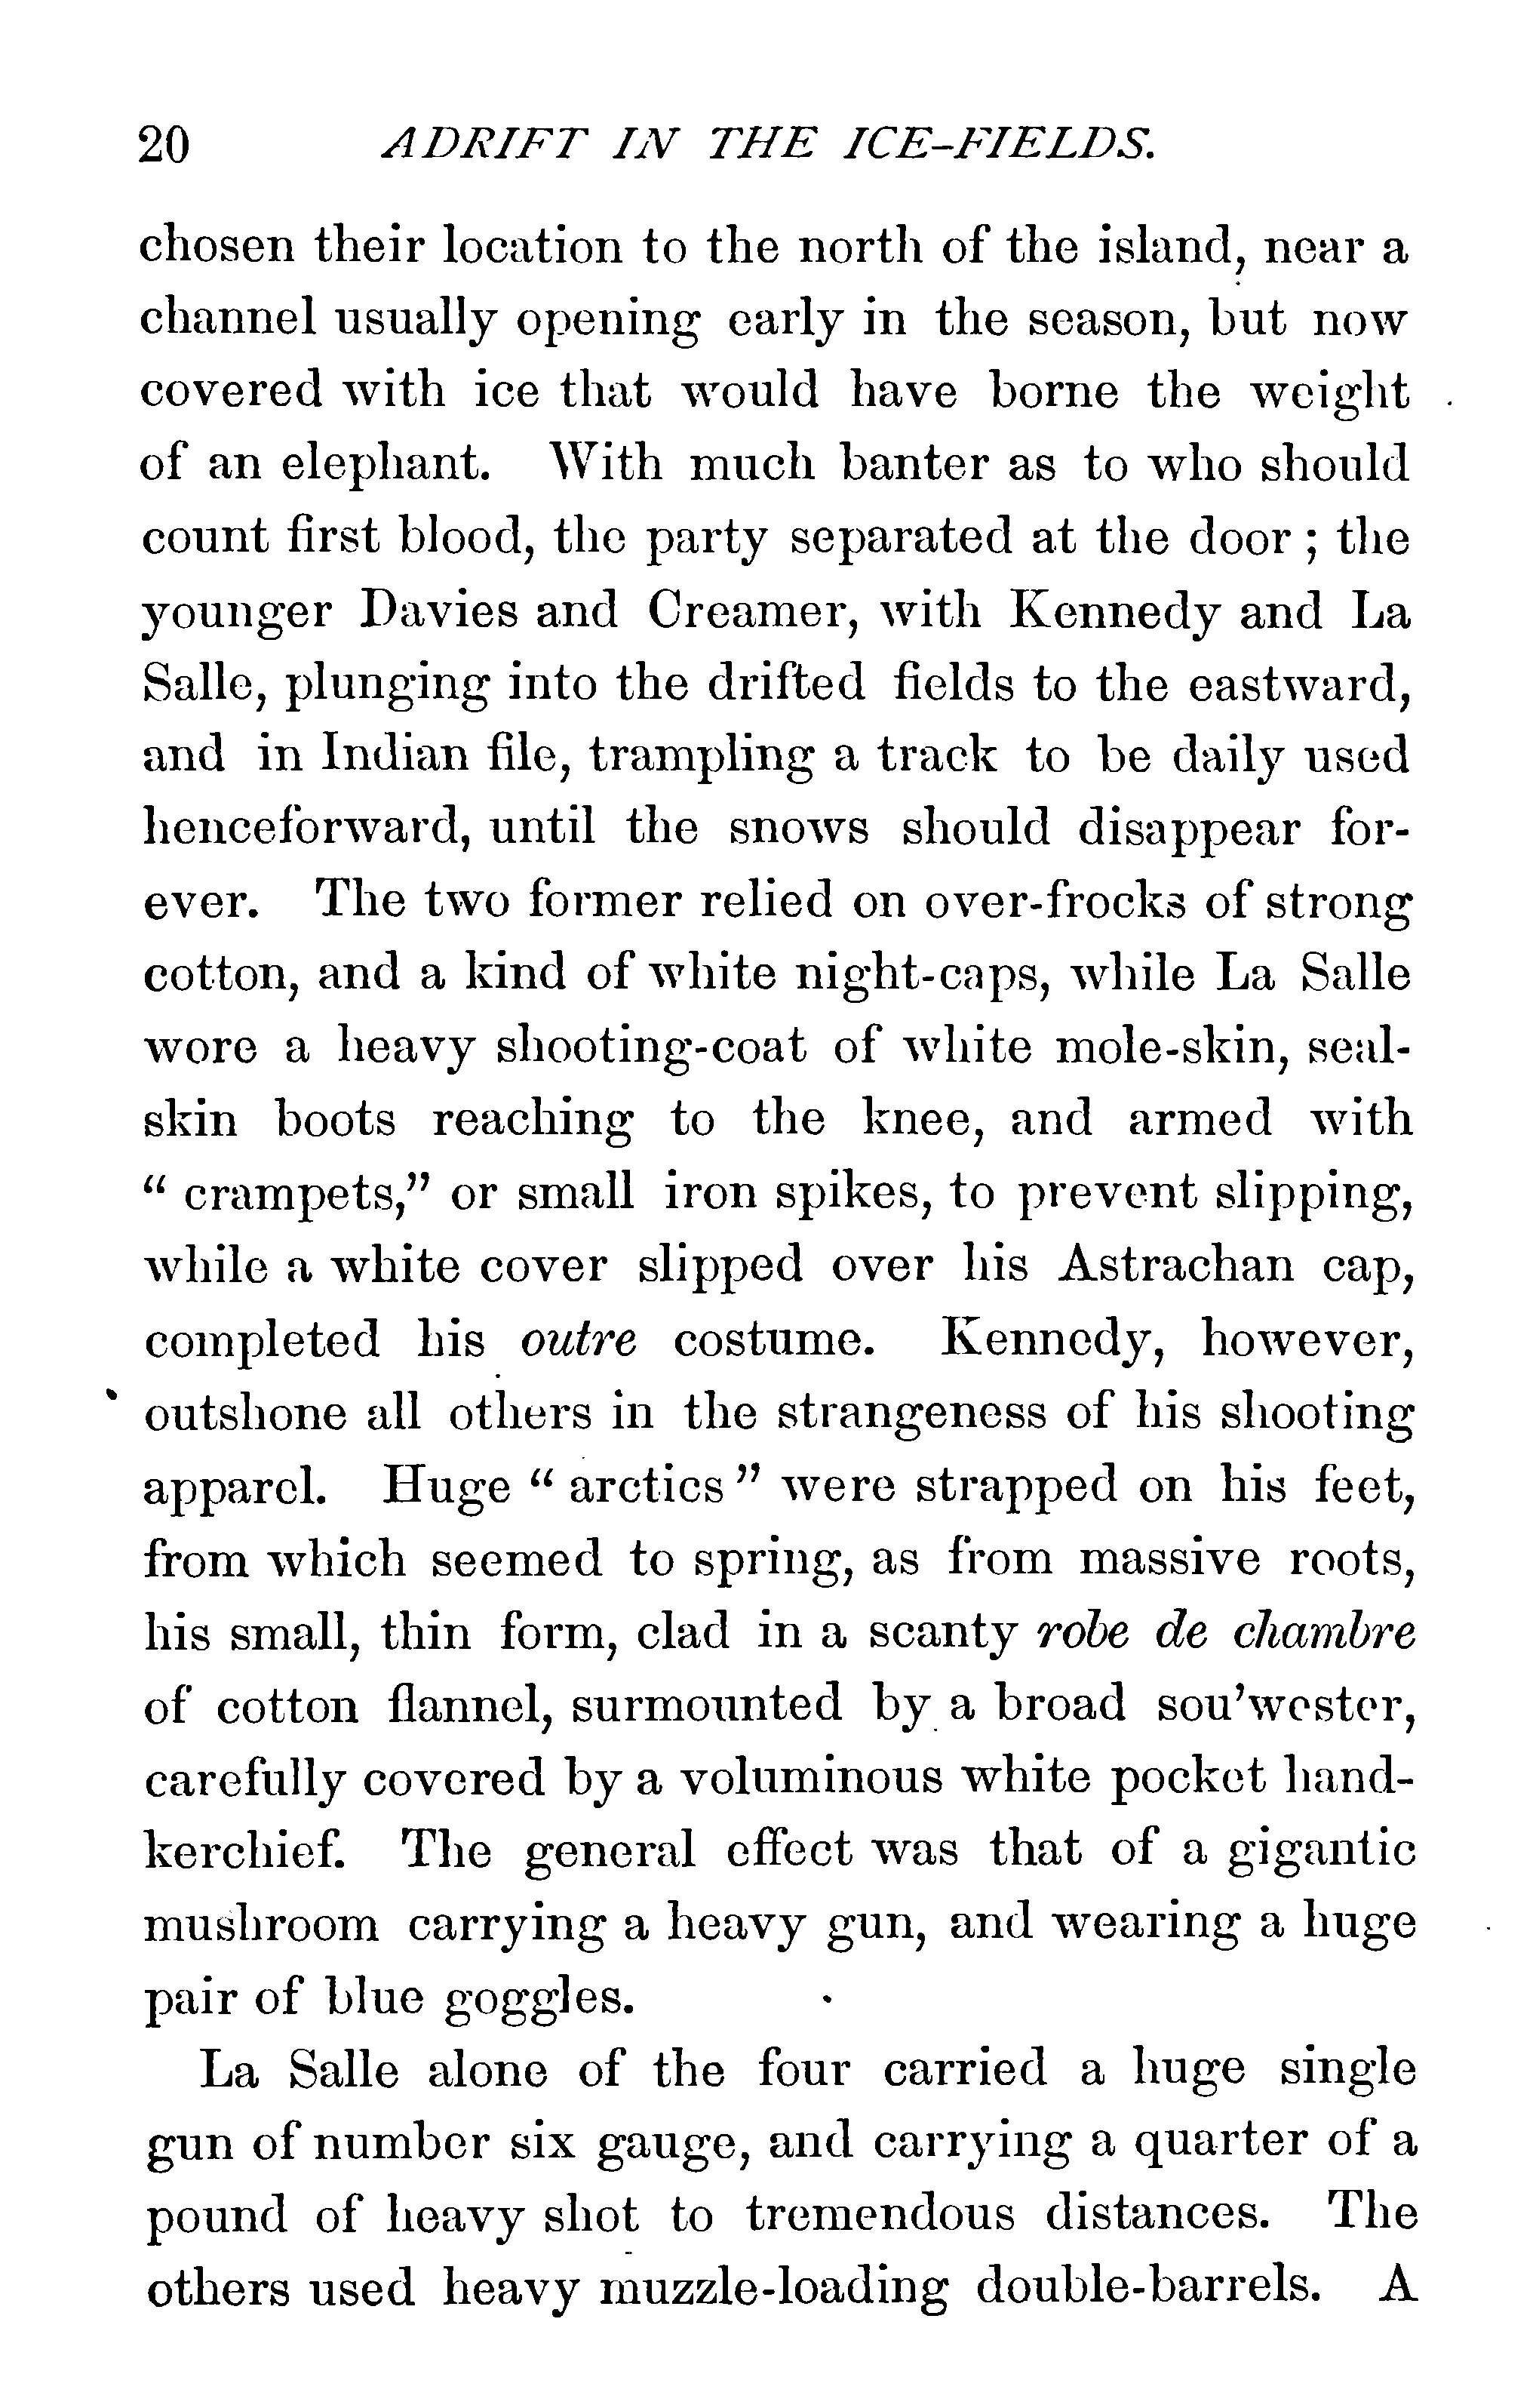 20 ADRIFT IN THE ICE-FIELDS.
chosen their location to the north of the island, near a
channel usually opening early in the season, but now
covered with ice that would have borne the weight
of an elephant. With much banter as to who should
count first blood, the party separated at the door ; the
younger Davies and Creamer, with Kennedy and La
Salle, plunging into the drifted fields to the eastward,
and in Indian file, trampling a track to be daily used
henceforward, until the snows should disappear for-
ever. The two former relied on over-frocks of strong
cotton, and a kind of white night-caps, while La Salle
wore a heavy shooting-coat of white mole-skin, seal-
skin boots reaching to the knee, and armed with
“ crampets,” or small iron spikes, to prevent slipping,
while a white cover slipped over his Astrachan cap,
completed his outre costume. Kennedy, however,
outshone all others in the strangeness of his shooting
apparel. Huge “ arctics ” were strapped on his feet,
from which seemed to spring, as from massive roots,
his small, thin form, clad in a scanty robe de chambre
of cotton flannel, surmounted by a broad sou’wester,
carefully covered by a voluminous white pocket hand-
kerchief. The general effect was that of a gigantic
mushroom carrying a heavy gun, and wearing a huge
pair of blue goggles.
La Salle alone of the four carried a huge single
gun of number six gauge, and carrying a quarter of a
pound of heavy shot to tremendous distances. The
others used heavy muzzle-loading double-barrels. A